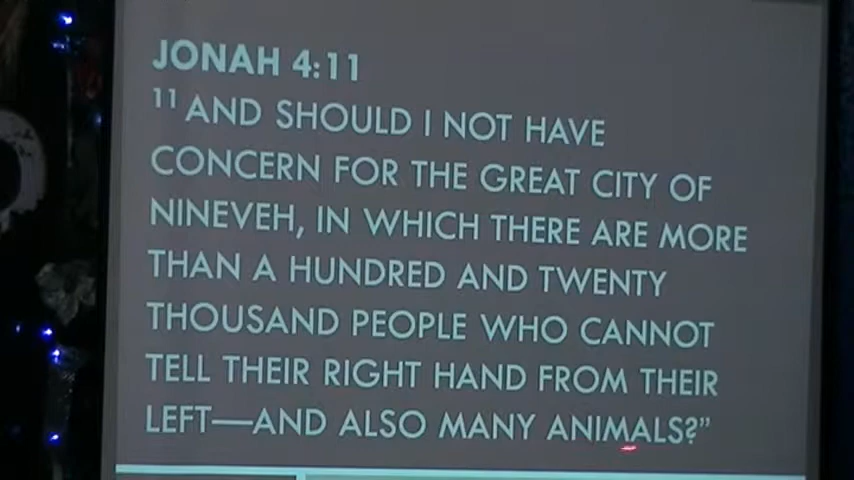 JONAH 4:11
11 AND SHOULD I NOT HAVE
CONCERN FOR THE GREAT CITY OF
NINEVEH, IN WHICH THERE ARE MORE
THAN A HUNDRED AND TWENTY
THOUSAND PEOPLE WHO CANNOT
TELL THEIR RIGHT HAND FROM THEIR
LEFT—AND ALSO MANY ANIMALS?”